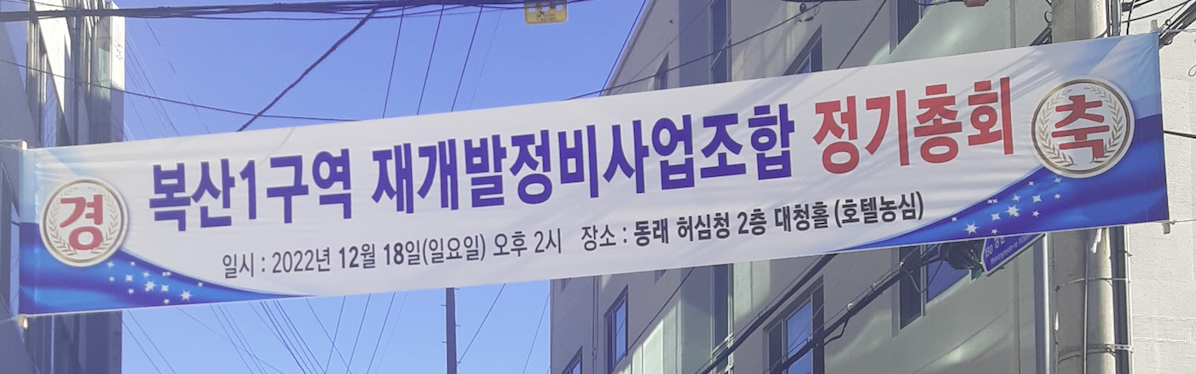 경 복산1구역 재개발정비사업조합 정기총회 축
일시 : 2022년 12월 18일(일요일) 오후 2시 장소 : 동래 허심청 2층 대청홀 (호텔농심)